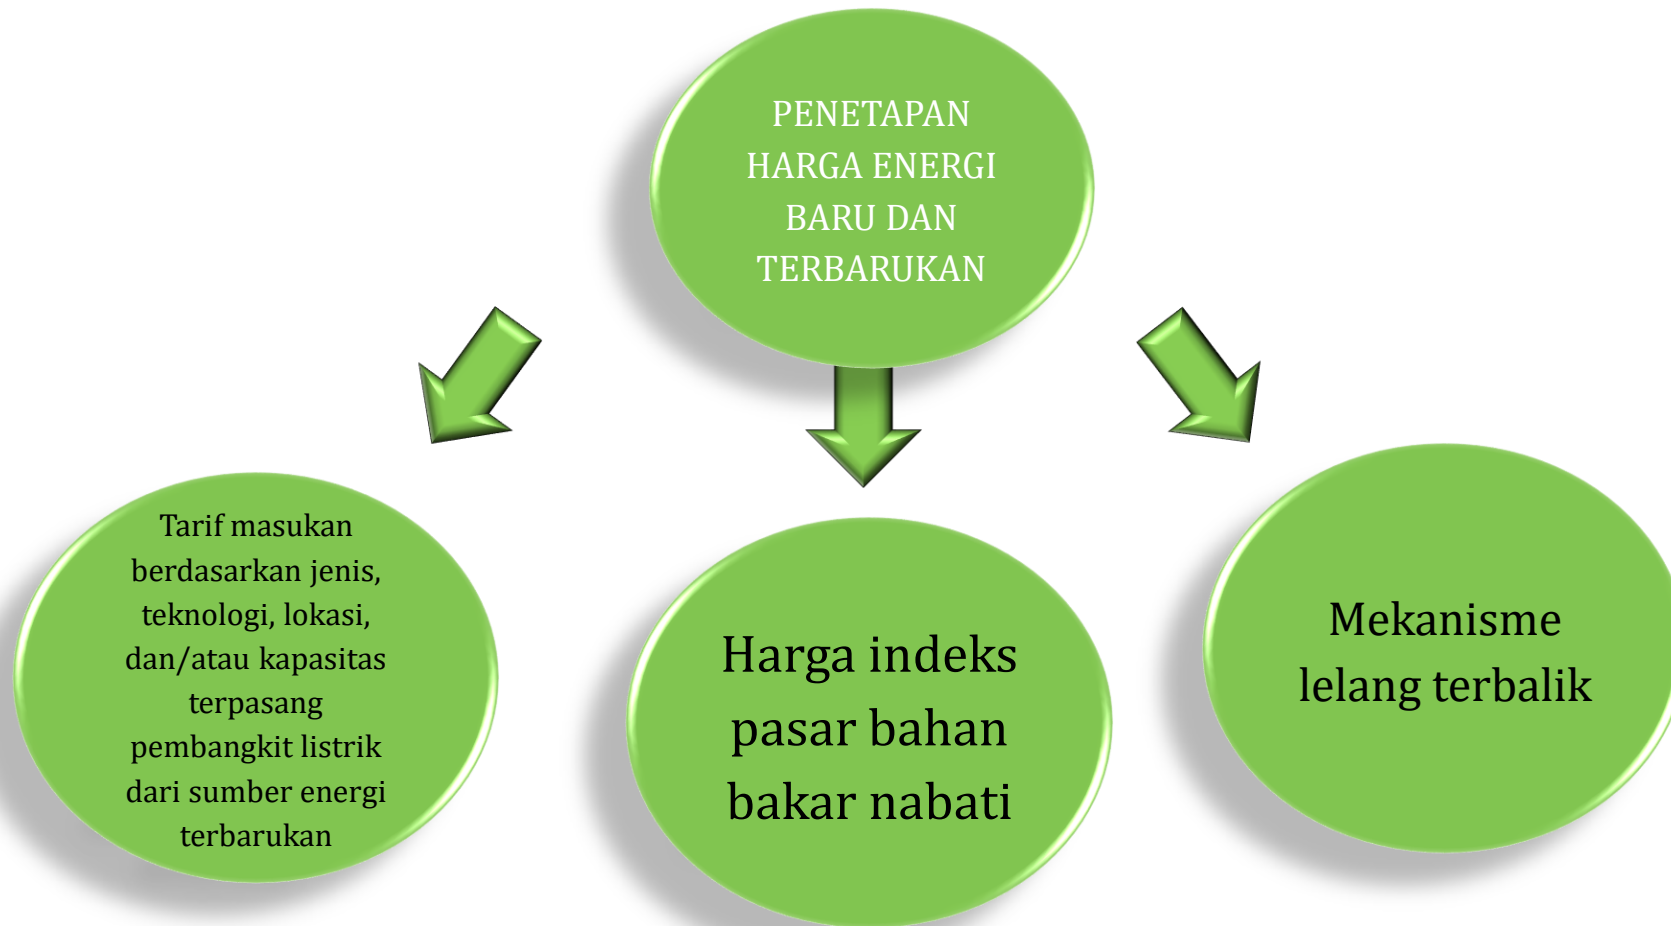 PENETAPAN
HARGA ENERGI
BARU DAN
TERBARUKAN
Tarif masukan
berdasarkan jenis,
teknologi, lokasi,
dan/atau kapasitas
terpasang
pembangkit listrik
dari sumber energi
terbarukan
Harga indeks
pasar bahan
bakar nabati
Mekanisme
lelang terbalik